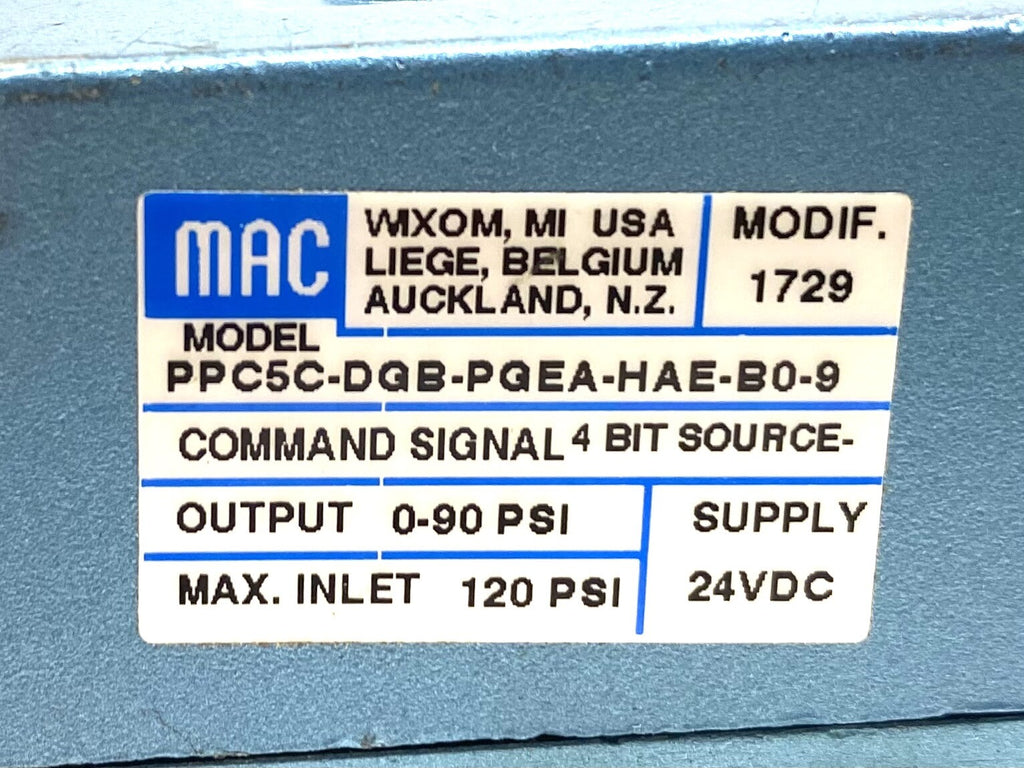 MAC
WIXOM, MI USA
LIEGE, BELGIUM
AUCKLAND, N.Z.
MODIF.
1729
MODEL
PPC5C-DGB-PGEA-HAE-B0-9
COMMAND SIGNAL 4 BIT SOURCE-
OUTPUT 0-90 PSI
MAX. INLET 120 PSI
SUPPLY
24VDC